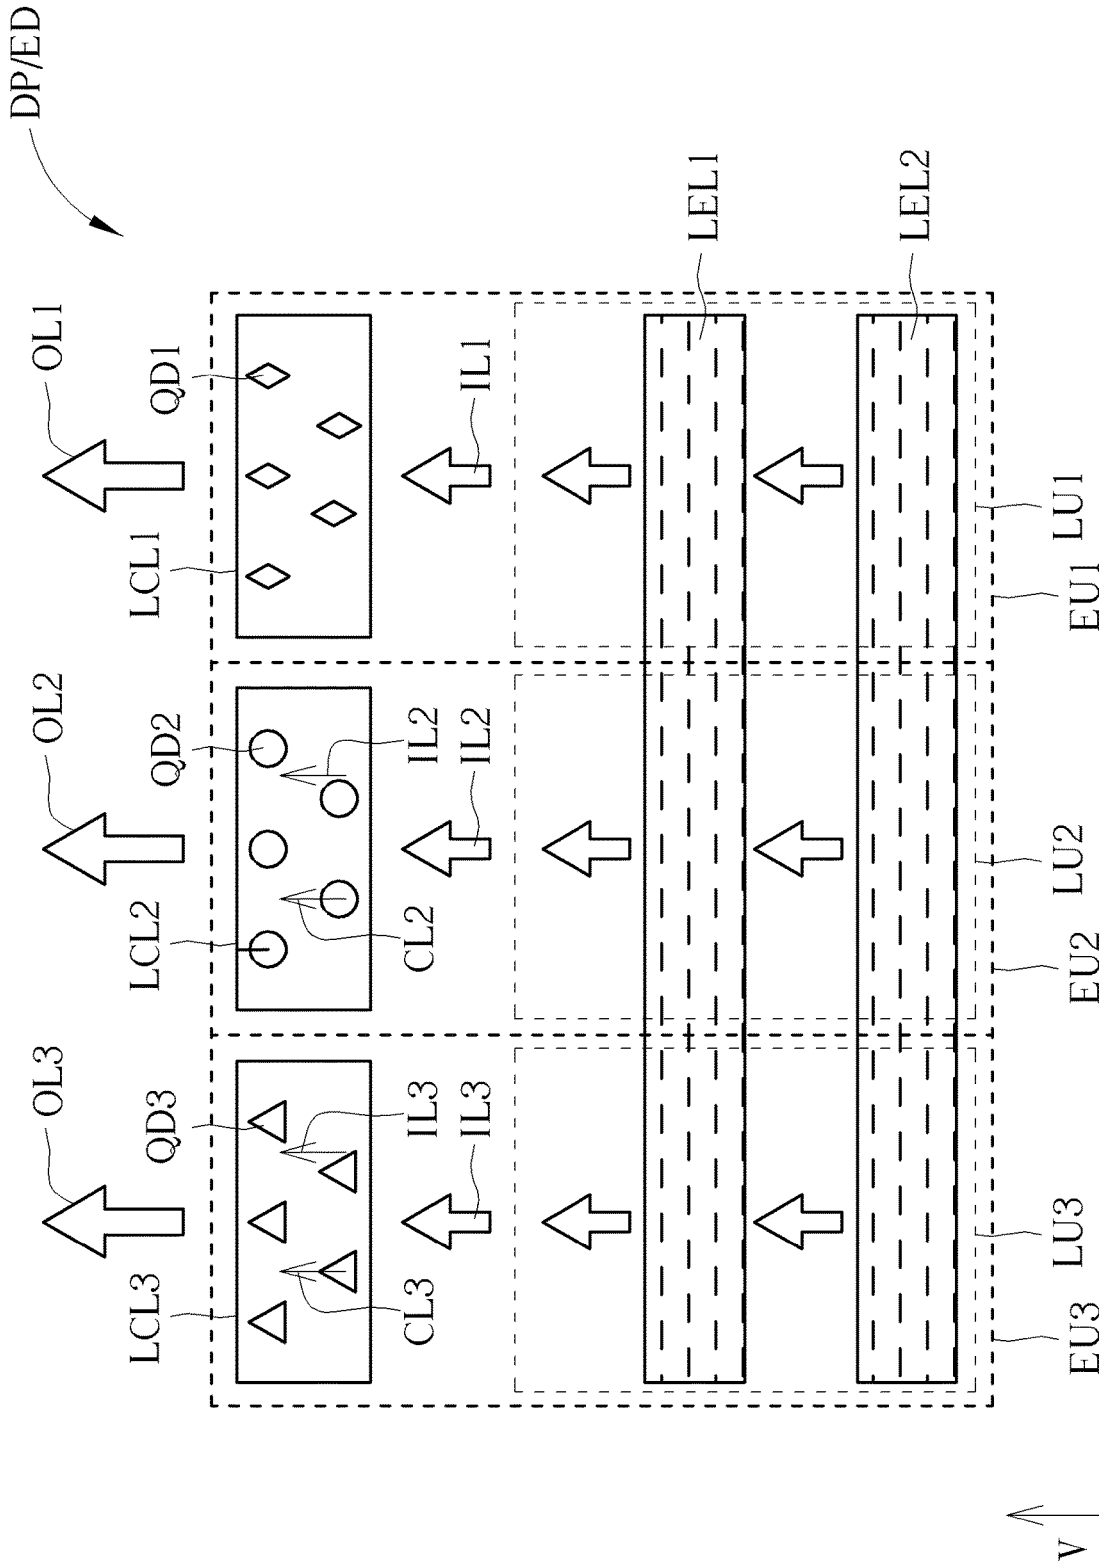 DP/ED
OL3
OL2
OL1
LCL3
QD3
LCL2
QD2
LCL1
QD1
CL3
IL3
CL2
IL2
IL3
IL2
IL1
LEL1
LEL2
V
EU3
LU3
EU2
LU2
EU1
LU1